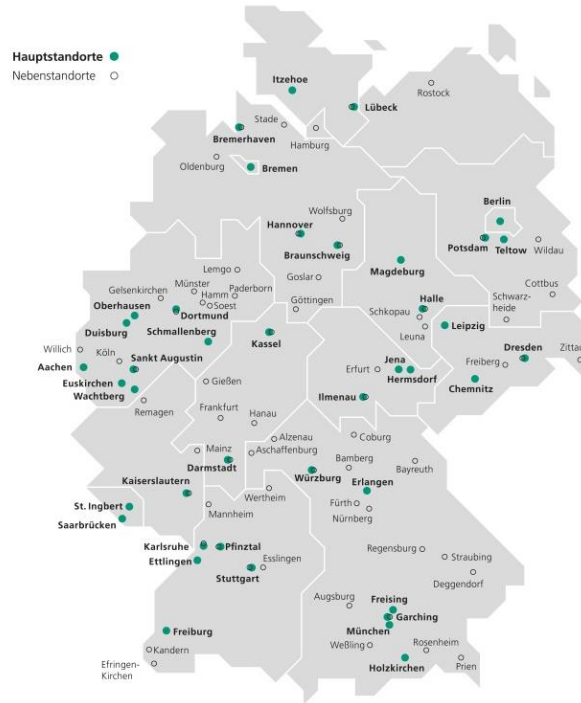 Hauptstandorte
Nebenstandorte
Itzehoe
Rostock
Lübeck
Stade
Bremerhaven
Hamburg
Oldenburg
Bremen
Berlin
Wolfsburg
Hannover
Potsdam
Teltow
Wildau
Braunschweig
Magdeburg
Lemgo
Goslar
Cottbus
Münster
Paderborn
Gelsenkirchen
Hamm
Soest
Göttingen
Halle
Schwarz-
heide
Oberhausen
Schkopau
Dortmund
Leipzig
Duisburg
Leuna
Schmallenberg
Kassel
Willich
Köln
Sankt Augustin
Jena
Dresden
Zittau
Aachen
Erfurt
Freiberg
Hermsdorf
Chemnitz
Euskirchen
Gießen
Wachtberg
Ilmenau
Remagen
Frankfurt
Hanau
Alzenau
Coburg
Mainz
Aschaffenburg
Bamberg
Darmstadt
Bayreuth
Würzburg
Kaiserslautern
Erlangen
Wertheim
St. Ingbert
Mannheim
Fürth
Saarbrücken
Nürnberg
Karlsruhe
Pfinztal
Regensburg
Straubing
Ettlingen
Esslingen
Stuttgart
Deggendorf
Freising
Augsburg
Garching
Freiburg
München
Kandern
Weßling
Rosenheim
Efringen-
Kirchen
Prien
Holzkirchen